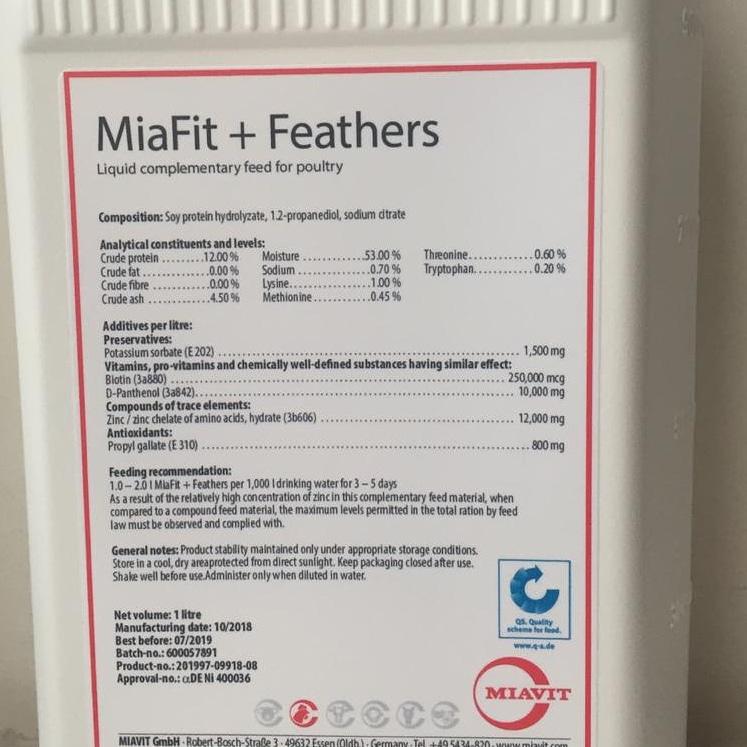 MiaFit + Feathers
Liquid complementary feed for poultry
Composition: Soy protein hydrolyzate, 1.2-propanediol, sodium citrate
Analytical constituents and levels:
Crude protein .........12.00 % Moisture .............53.00 % Threonine.............0.60 %
Crude fat ..............0.00 % Sodium ...............0.70 % Tryptophan............0.20 %
Crude fibre ............0.00 % Lysine.................1.00 %
Crude ash .............4.50 % Methionine............0.45 %
Additives per litre:
Preservatives:
Potassium sorbate (E 202) ............................................................ 1,500 mg
Vitamins, pro-vitamins and chemically well-defined substances having similar effect:
Biotin (3a880) ............................................................ 250,000 mcg
D-Panthenol (3a842)............................................................ 10,000 mg
Compounds of trace elements:
Zinc / zinc chelate of amino acids, hydrate (3b606) ........................................ 12,000 mg
Antioxidants:
Propyl gallate (E 310) ............................................................ 800 mg
Feeding recommendation:
1.0 – 2.0 l MiaFit + Feathers per 1,000 l drinking water for 3 – 5 days
As a result of the relatively high concentration of zinc in this complementary feed material, when
compared to a compound feed material, the maximum levels permitted in the total ration by feed
law must be observed and complied with.
General notes: Product stability maintained only under appropriate storage conditions.
Store in a cool, dry areaprotected from direct sunlight. Keep packaging closed after use.
Shake well before use.Administer only when diluted in water.
QS. Quality
scheme for food.
www.q-s.de
Net volume: 1 litre
Manufacturing date: 10/2018
Best before: 07/2019
Batch-no.: 600057891
Product-no.: 201997-09918-08
Approval-no.: αDE NI 400036
MIAVIT
MIAVIT GmbH · Robert-Bosch-Straße 3 · 49632 Essen (Oldb.) · Germany · Tel. +49 5434-820 · www.miavit.com